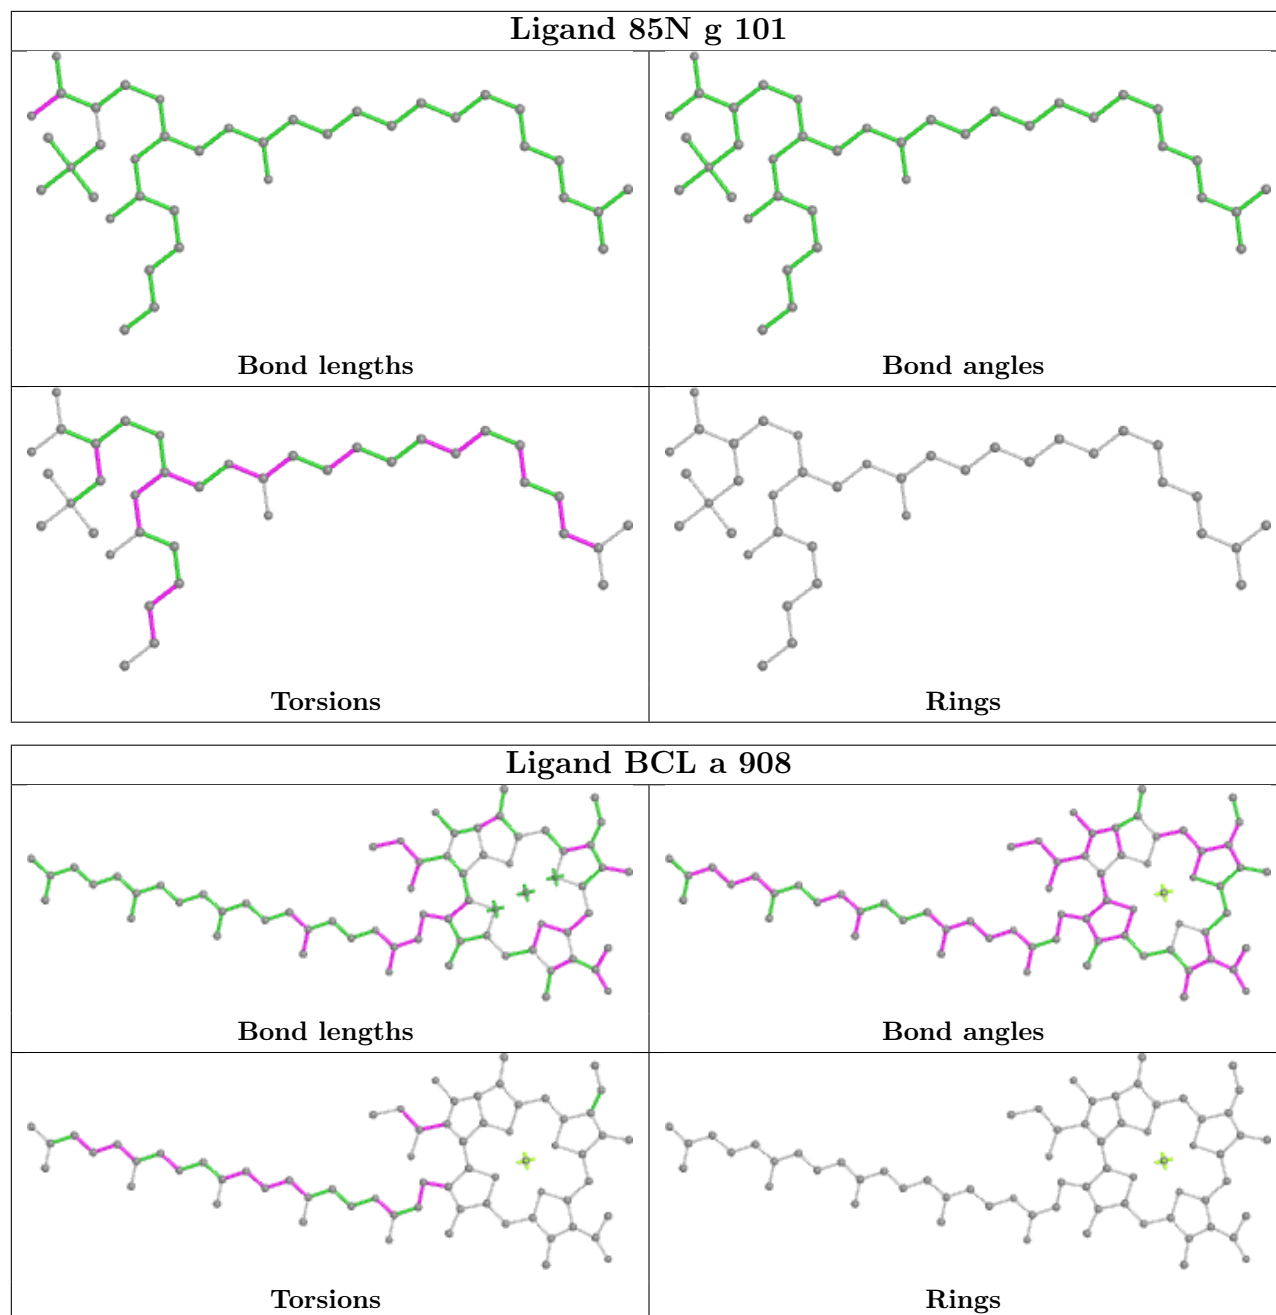 Ligand 85N g 101
Bond lengths
Bond angles
Torsions
Rings
Ligand BCL a 908
Bond lengths
Bond angles
Torsions
Rings